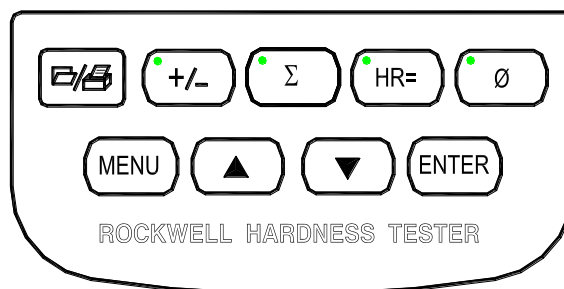 +/- Σ HR= Ø
MENU ▲ ▼ ENTER
ROCKWELL HARDNESS TESTER